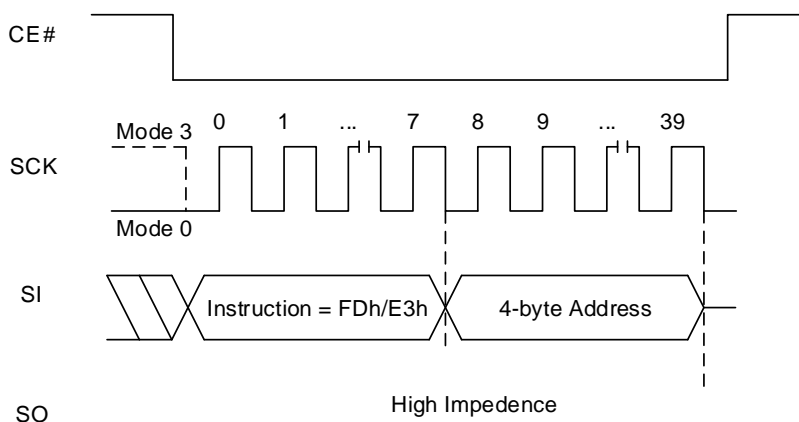 CE#
Mode 3 0 1 ... 7 8 9 ... 39
SCK
Mode 0
SI Instruction = FDh/E3h 4-byte Address
High Impedence
SO